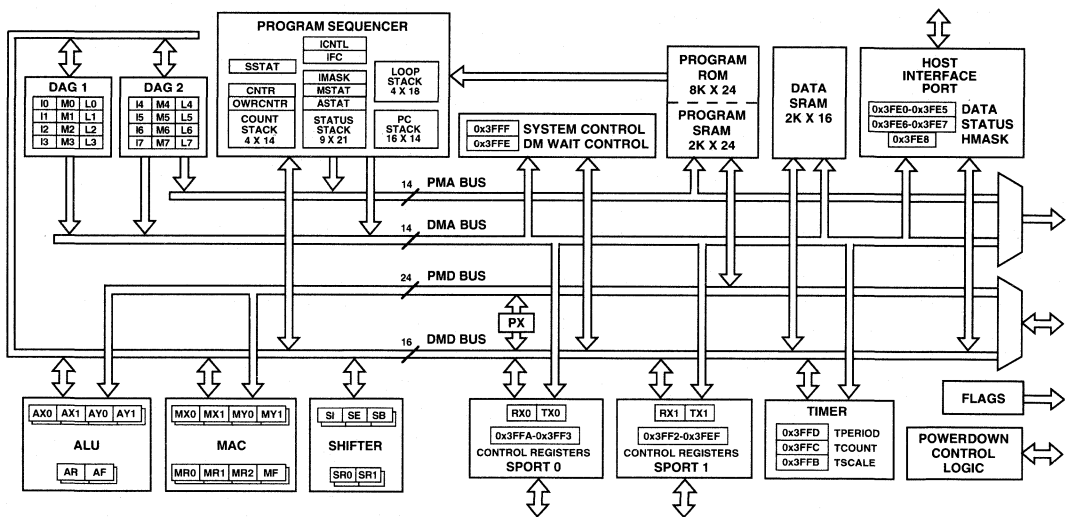 PROGRAM SEQUENCER
ICNTL
IFC
SSTAT
IMASK
MSTAT
ASTAT
CNTR
OWRCNTR
COUNT
STACK
4 X 14
STATUS
STACK
9 X 21
LOOP
STACK
4 X 18
PC
STACK
16 X 14
DAG 1
I0 M0 L0
I1 M1 L1
I2 M2 L2
I3 M3 L3
DAG 2
I4 M4 L4
I5 M5 L5
I6 M6 L6
I7 M7 L7
0x3FFF SYSTEM CONTROL
0x3FFE DM WAIT CONTROL
PROGRAM
ROM
8K X 24
PROGRAM
SRAM
2K X 24
DATA
SRAM
2K X 16
HOST
INTERFACE
PORT
0x3FE0-0x3FE5 DATA
0x3FE6-0x3FE7 STATUS
0x3FE8 HMASK
14 PMA BUS
14 DMA BUS
24 PMD BUS
PX
16 DMD BUS
AX0 AX1 AY0 AY1
ALU
AR AF
MX0 MX1 MY0 MY1
MAC
MR0 MR1 MR2 MF
SI SE SB
SHIFTER
SR0 SR1
RX0 TX0
0x3FFA-0x3FF3
CONTROL REGISTERS
SPORT 0
RX1 TX1
0x3FF2-0x3FEF
CONTROL REGISTERS
SPORT 1
TIMER
0x3FFD TPERIOD
0x3FFC TCOUNT
0x3FFB TSCALE
FLAGS
POWERDOWN
CONTROL
LOGIC